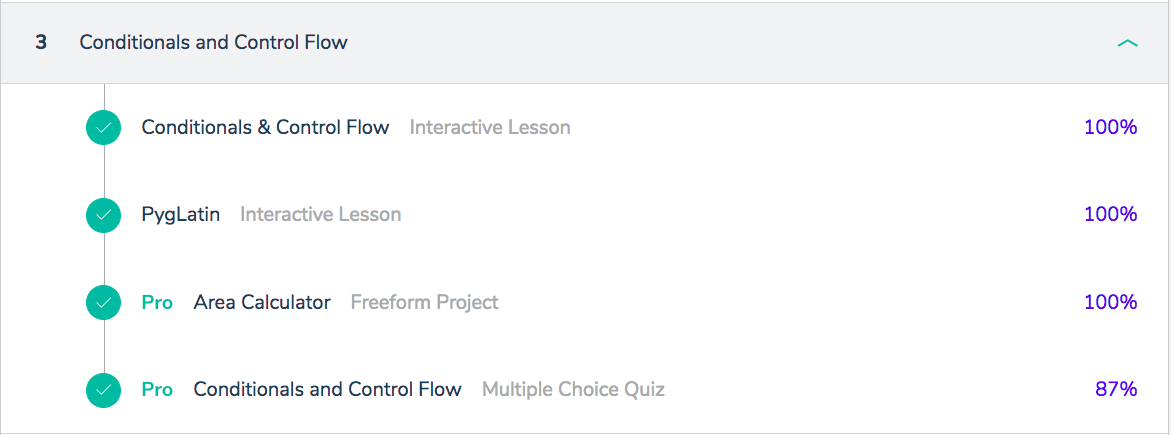 3 Conditionals and Control Flow
Conditionals & Control Flow Interactive Lesson 100%
PygLatin Interactive Lesson 100%
Pro Area Calculator Freeform Project 100%
Pro Conditionals and Control Flow Multiple Choice Quiz 87%